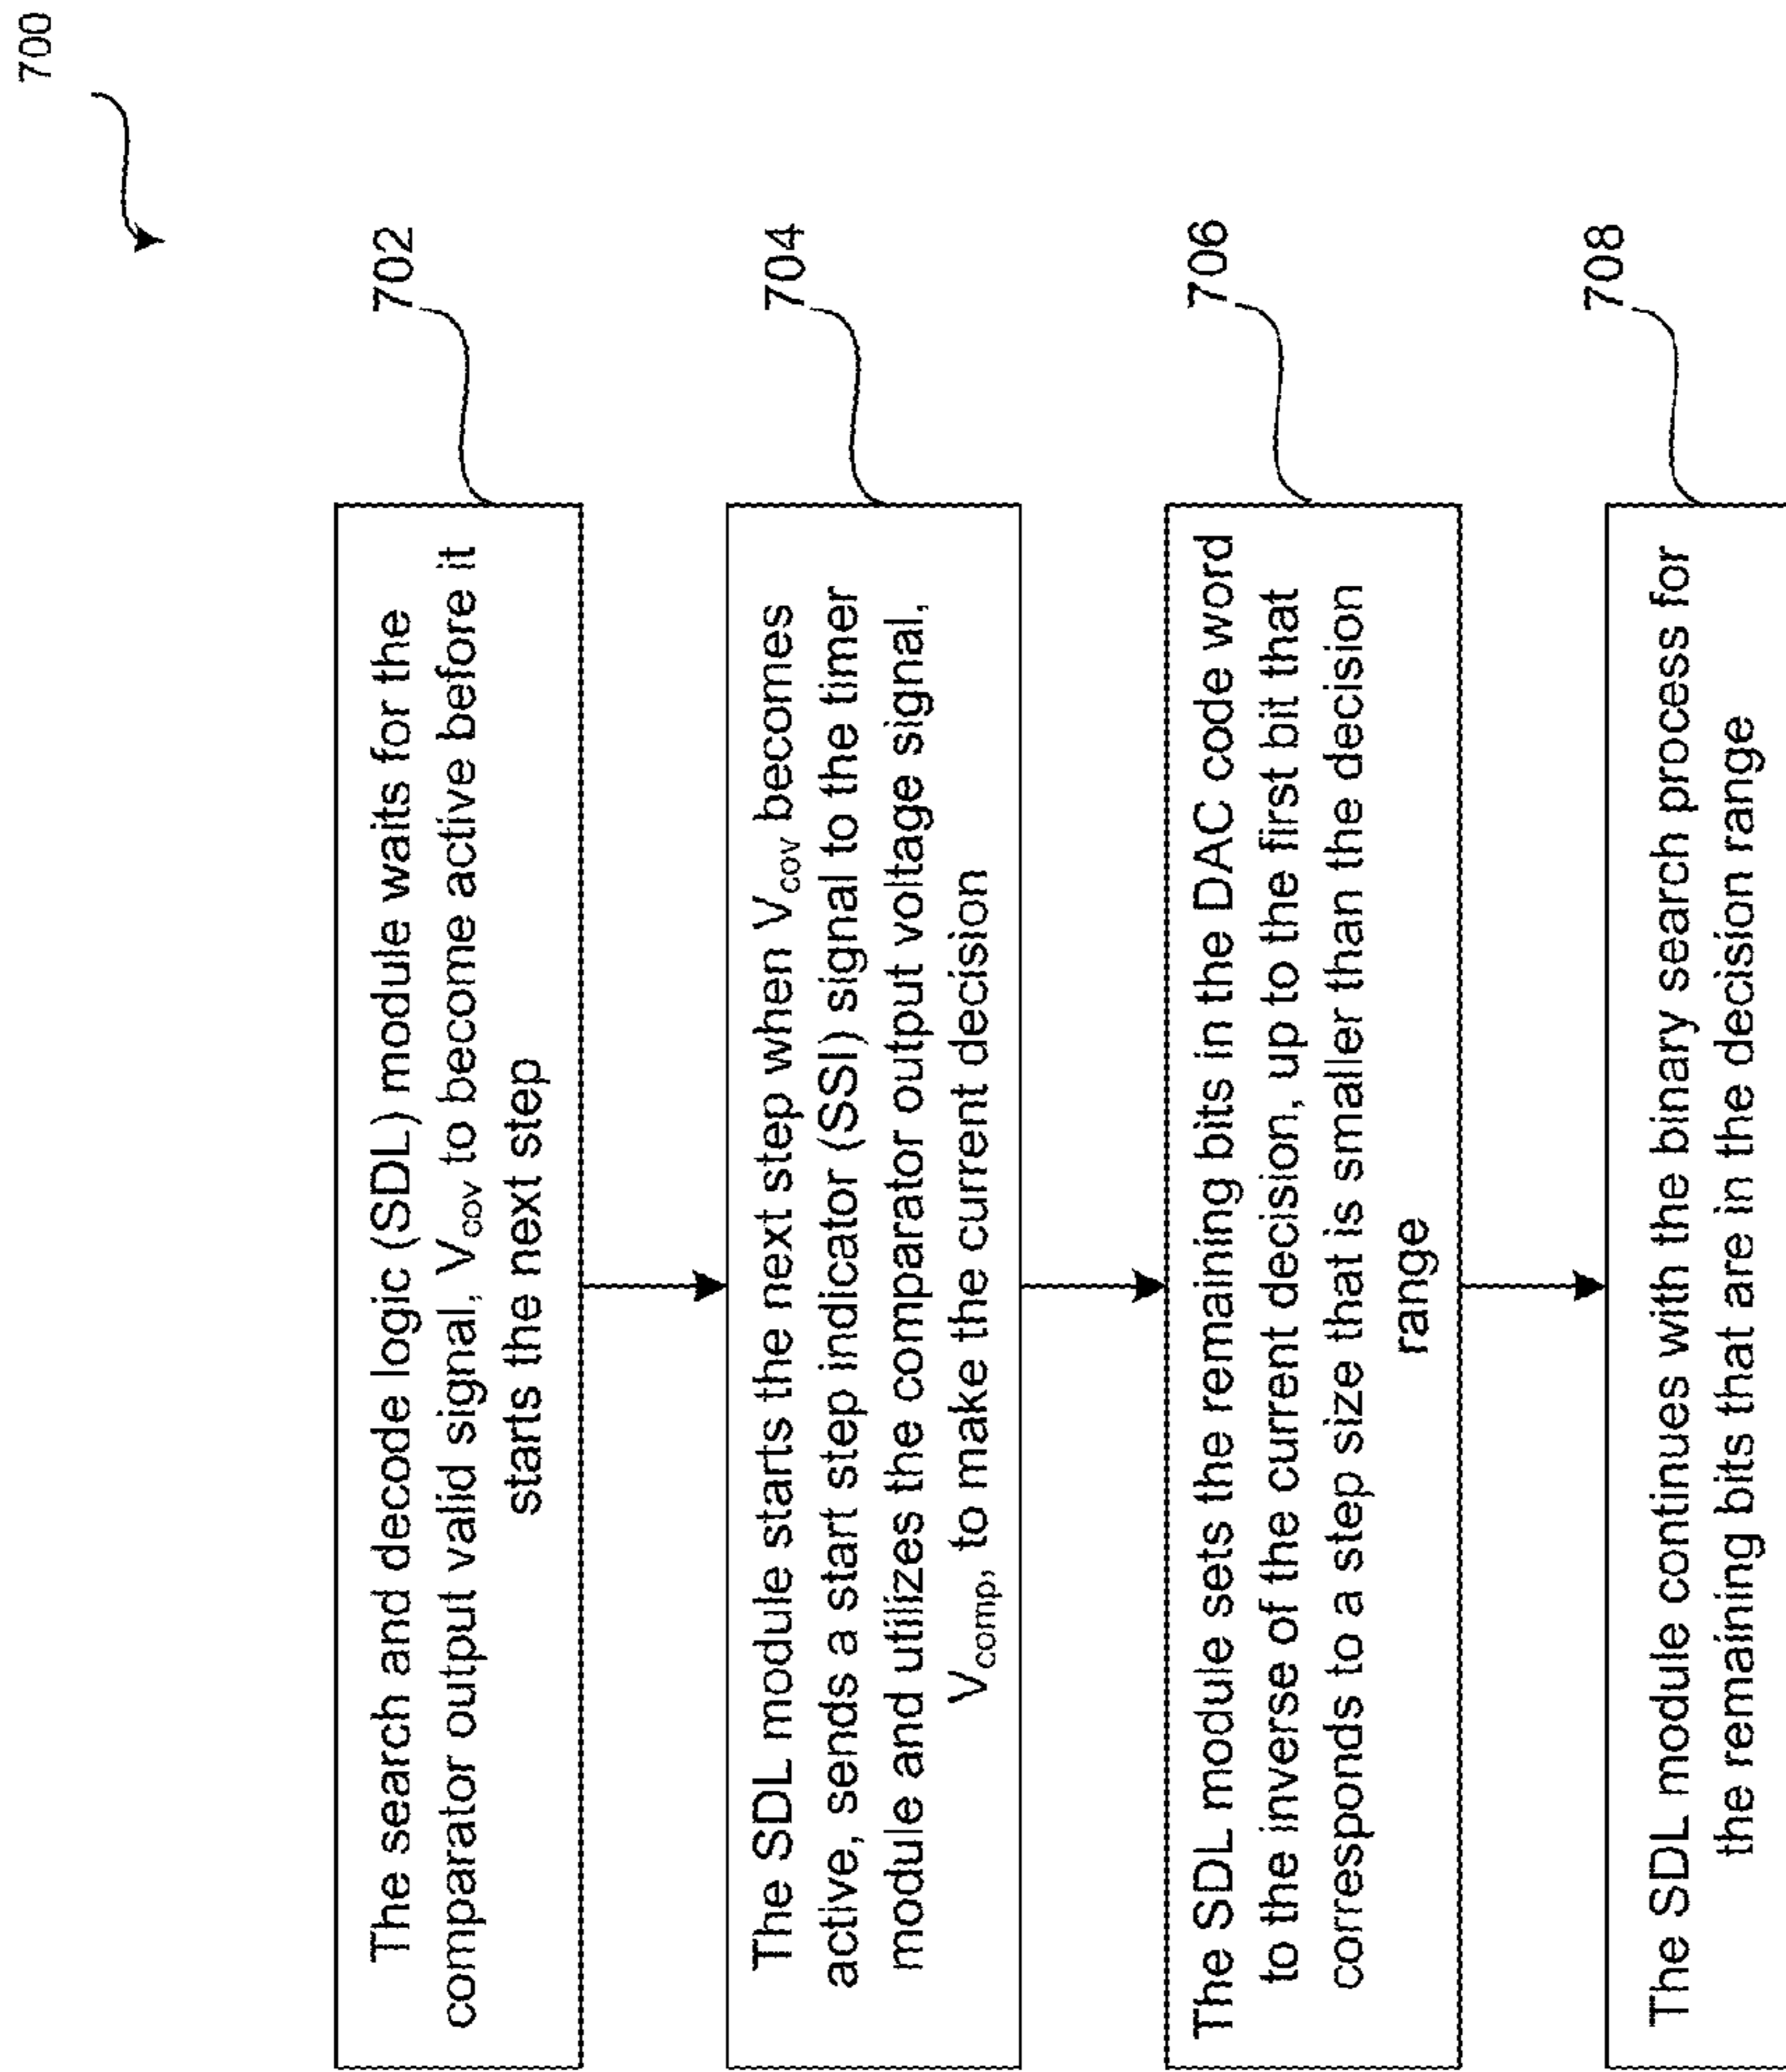 700
702
The search and decode logic (SDL) module waits for the
comparator output valid signal, Vcov to become active before it
starts the next step
704
The SDL module starts the next step when Vcov becomes
active, sends a start step indicator (SSI) signal to the timer
module and utilizes the comparator output voltage signal,
Vcomp, to make the current decision
706
The SDL module sets the remaining bits in the DAC code word
to the inverse of the current decision, up to the first bit that
corresponds to a step size that is smaller than the decision
range
708
The SDL module continues with the binary search process for
the remaining bits that are in the decision range